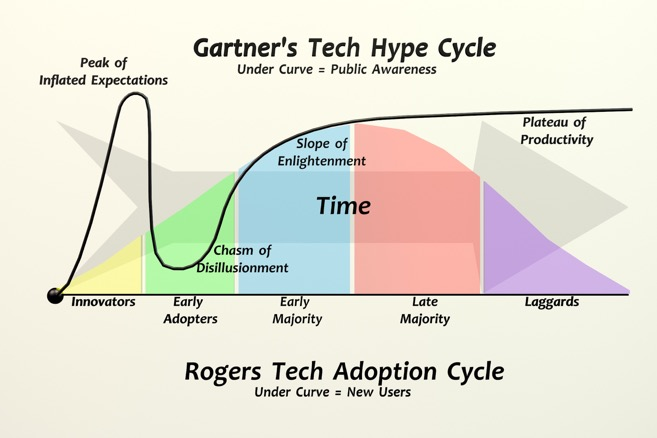 Gartner's Tech Hype Cycle
Under Curve = Public Awareness
Peak of
Inflated Expectations
Plateau of
Productivity
Slope of
Enlightenment
Time
Chasm of
Disillusionment
Innovators
Early
Adopters
Early
Majority
Late
Majority
Laggards
Rogers Tech Adoption Cycle
Under Curve = New Users